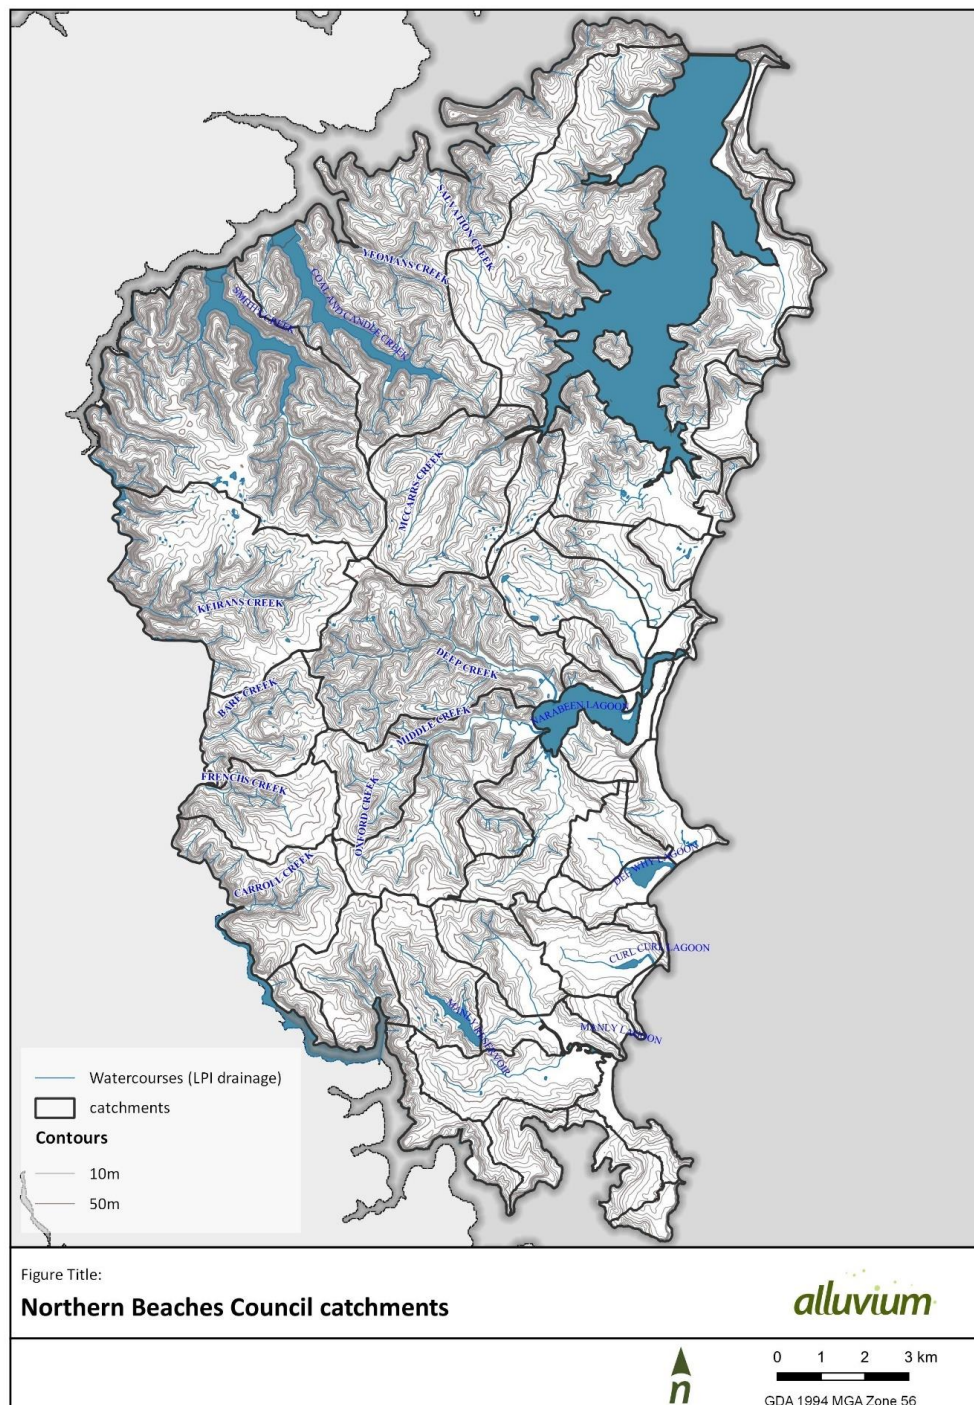 SALVATION CREEK
YEOMANS CREEK
COAL AND CANDLE CREEK
SMITHS CREEK
MCCARRS CREEK
KEIRANS CREEK
DEEP CREEK
BARE CREEK
NARABEEN LAGOON
MIDDLE CREEK
FRENCHS CREEK
OXFORD CREEK
DEE WHY LAGOON
CARROLL CREEK
CURL CURL LAGOON
MANLY RESERVOIR
MANLY LAGOON
Watercourses (LPI drainage)
catchments
Contours
10m
50m
Figure Title:
Northern Beaches Council catchments
alluvium
n
0 1 2 3 km
GDA 1994 MGA Zone 56